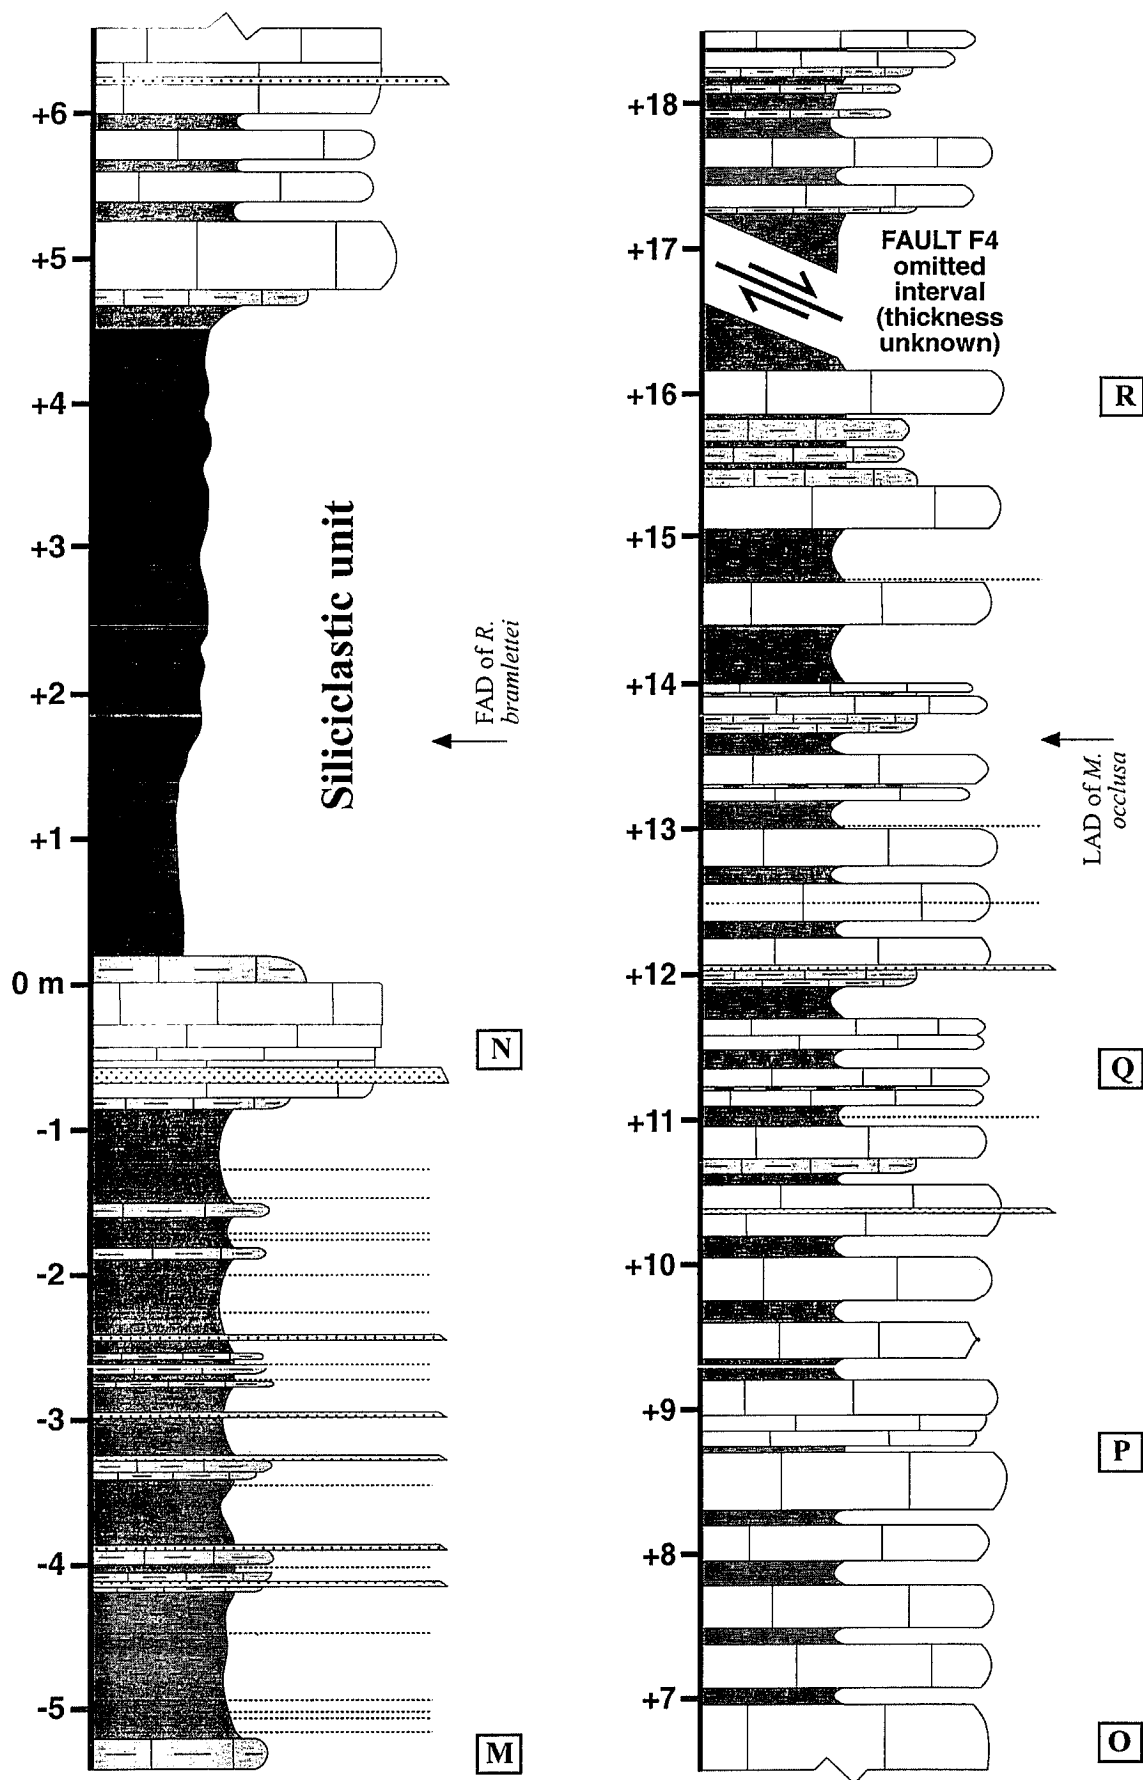 +6
+5
+4
+3
+2
+1
0 m
-1
-2
-3
-4
-5
Siliciclastic unit
FAD of R.
bramlettei
N
M
+18
+17
+16
+15
+14
+13
+12
+11
+10
+9
+8
+7
FAULT F4
omitted
interval
(thickness
unknown)
LAD of M.
occlusa
R
Q
P
O